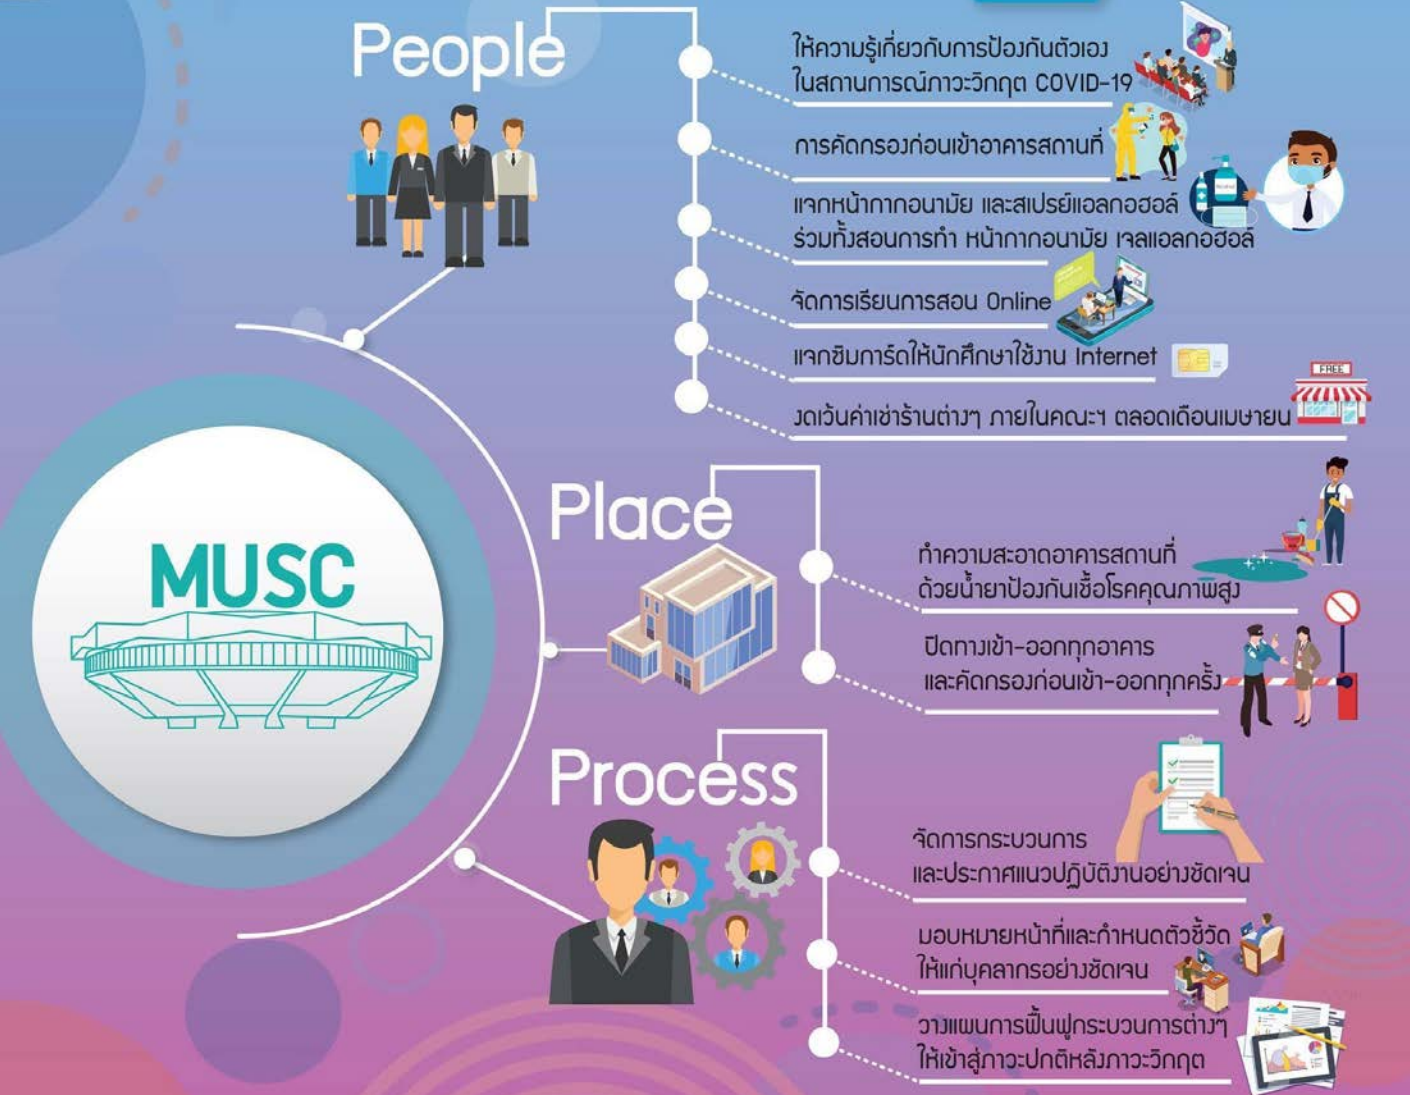 People
ให้ความรู้เกี่ยวกับการป้องกันตัวเอง
ในสถานการณ์ภาวะวิกฤต COVID-19
การคัดกรองก่อนเข้าอาคารสถานที่
แจกหน้ากากอนามัย และสเปรย์แอลกอฮอล์
ร่วมทั้งสอนการทำ หน้ากากอนามัย เจลแอลกอฮอล์
จัดการเรียนการสอน Online
แจกซิมการ์ดให้นักศึกษาใช้งาน Internet
FREE
งดเว้นค่าเช่าร้านต่างๆ ภายในคณะฯ ตลอดเดือนเมษายน
MUSC
Place
ทำความสะอาดอาคารสถานที่
ด้วยน้ำยาป้องกันเชื้อโรคคุณภาพสูง
ปิดทางเข้า-ออกทุกอาคาร
และคัดกรองก่อนเข้า-ออกทุกครั้ง
Process
จัดการกระบวนการ
และประกาศแนวปฏิบัติงานอย่างชัดเจน
มอบหมายหน้าที่และกำหนดตัวชี้วัด
ให้แก่บุคลากรอย่างชัดเจน
วางแผนการฟื้นฟูกระบวนการต่างๆ
ให้เข้าสู่ภาวะปกติหลังภาวะวิกฤต